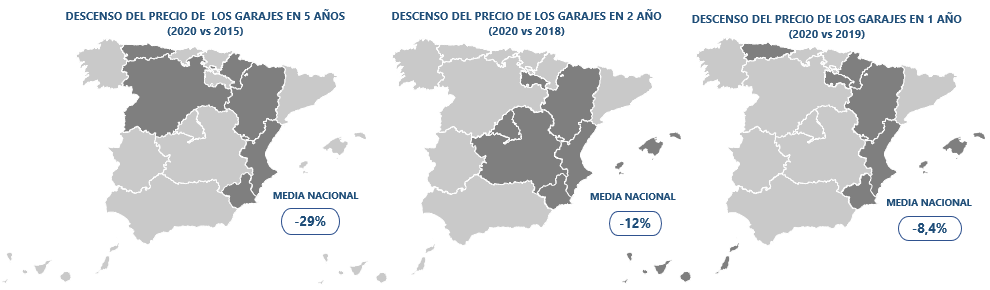 DESCENSO DEL PRECIO DE LOS GARAJES EN 5 AÑOS
(2020 vs 2015)
MEDIA NACIONAL
-29%
DESCENSO DEL PRECIO DE LOS GARAJES EN 2 AÑO
(2020 vs 2018)
MEDIA NACIONAL
-12%
DESCENSO DEL PRECIO DE LOS GARAJES EN 1 AÑO
(2020 vs 2019)
MEDIA NACIONAL
-8,4%